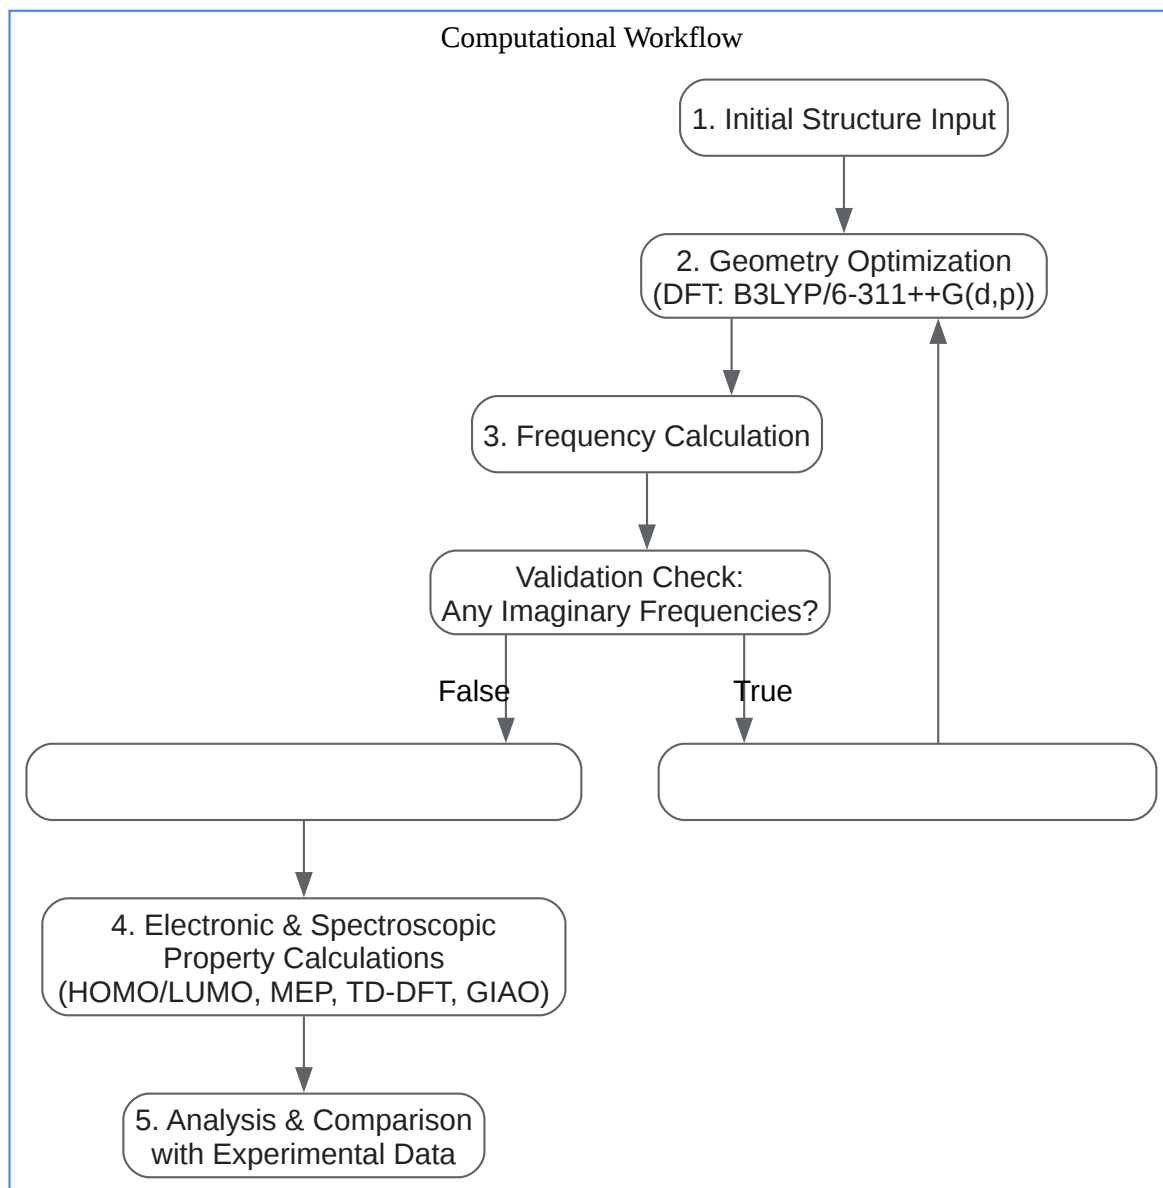 Computational Workflow
1. Initial Structure Input
2. Geometry Optimization
(DFT: B3LYP/6-311++G(d,p))
3. Frequency Calculation
Validation Check:
Any Imaginary Frequencies?
False
True
4. Electronic & Spectroscopic
Property Calculations
(HOMO/LUMO, MEP, TD-DFT, GIAO)
5. Analysis & Comparison
with Experimental Data